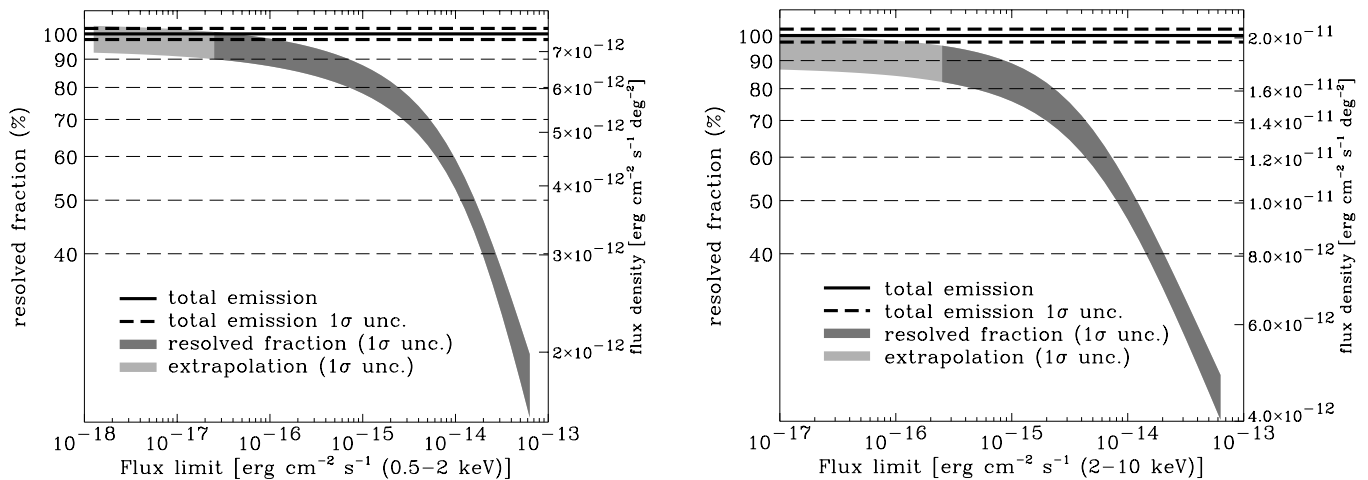 100
90
80
70
60
50
40
resolved fraction (%)
7×10⁻¹²
6×10⁻¹²
5×10⁻¹²
4×10⁻¹²
3×10⁻¹²
2×10⁻¹²
flux density [erg cm⁻² s⁻¹ deg⁻²]
total emission
total emission 1σ unc.
resolved fraction (1σ unc.)
extrapolation (1σ unc.)
10⁻¹⁸ 10⁻¹⁷ 10⁻¹⁶ 10⁻¹⁵ 10⁻¹⁴ 10⁻¹³
Flux limit [erg cm⁻² s⁻¹ (0.5−2 keV)]
100
90
80
70
60
50
40
resolved fraction (%)
2.0×10⁻¹¹
1.6×10⁻¹¹
1.4×10⁻¹¹
1.2×10⁻¹¹
1.0×10⁻¹¹
8.0×10⁻¹²
6.0×10⁻¹²
4.0×10⁻¹²
flux density [erg cm⁻² s⁻¹ deg⁻²]
total emission
total emission 1σ unc.
resolved fraction (1σ unc.)
extrapolation (1σ unc.)
10⁻¹⁷ 10⁻¹⁶ 10⁻¹⁵ 10⁻¹⁴ 10⁻¹³
Flux limit [erg cm⁻² s⁻¹ (2−10 keV)]